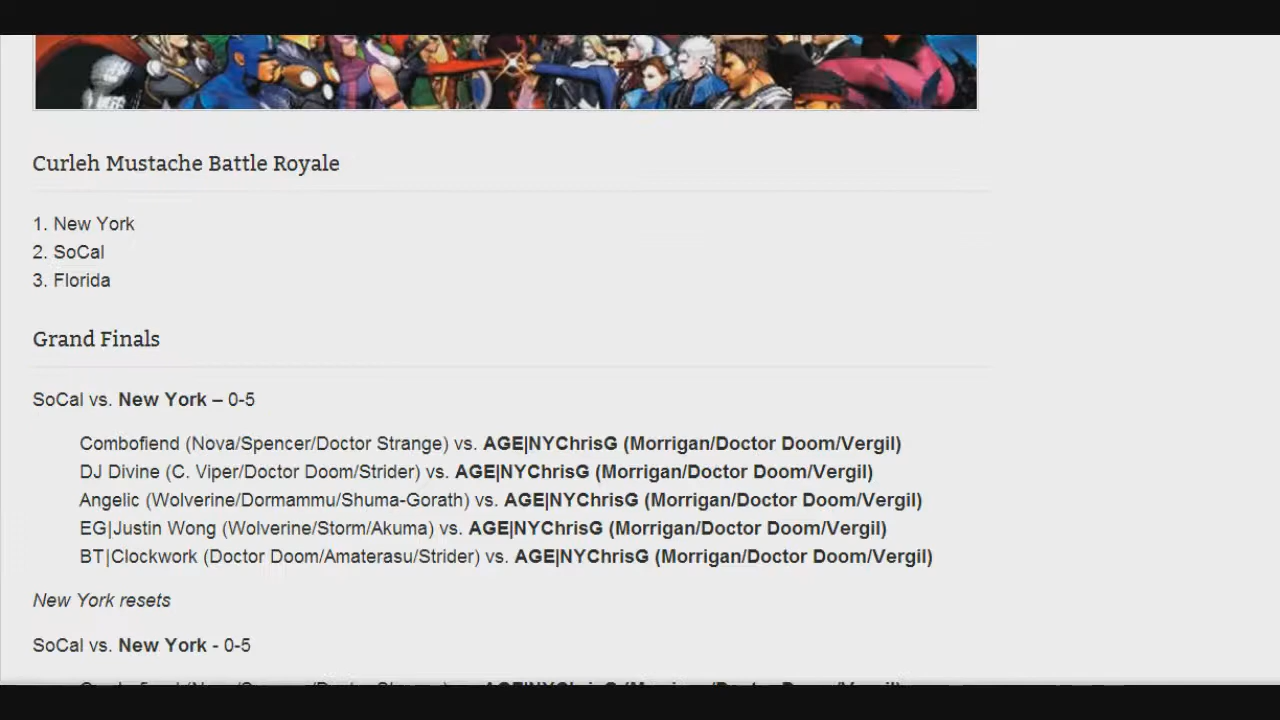 Curleh Mustache Battle Royale
1. New York
2. SoCal
3. Florida
Grand Finals
SoCal vs. New York – 0-5
Combofiend (Nova/Spencer/Doctor Strange) vs. AGE|NYChrisG (Morrigan/Doctor Doom/Vergil)
DJ Divine (C. Viper/Doctor Doom/Strider) vs. AGE|NYChrisG (Morrigan/Doctor Doom/Vergil)
Angelic (Wolverine/Dormammu/Shuma-Gorath) vs. AGE|NYChrisG (Morrigan/Doctor Doom/Vergil)
EG|Justin Wong (Wolverine/Storm/Akuma) vs. AGE|NYChrisG (Morrigan/Doctor Doom/Vergil)
BT|Clockwork (Doctor Doom/Amaterasu/Strider) vs. AGE|NYChrisG (Morrigan/Doctor Doom/Vergil)
New York resets
SoCal vs. New York - 0-5